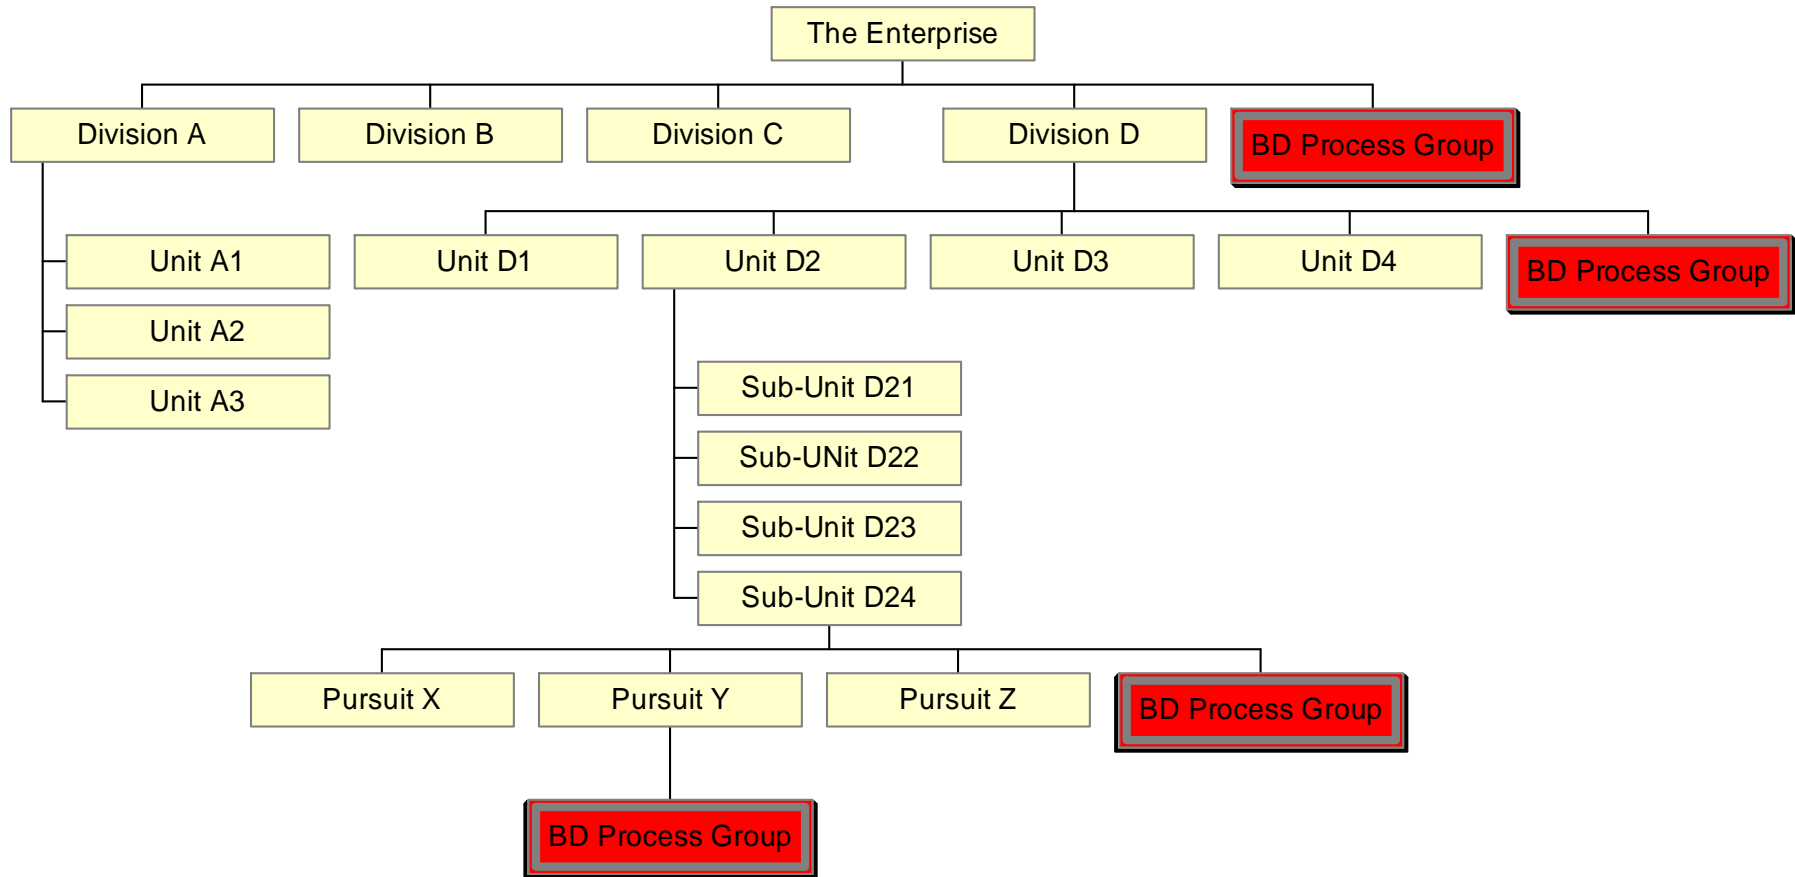 The Enterprise
Division A
Division B
Division C
Division D
BD Process Group
Unit A1
Unit D1
Unit D2
Unit D3
Unit D4
BD Process Group
Unit A2
Unit A3
Sub-Unit D21
Sub-UNit D22
Sub-Unit D23
Sub-Unit D24
Pursuit X
Pursuit Y
Pursuit Z
BD Process Group
BD Process Group